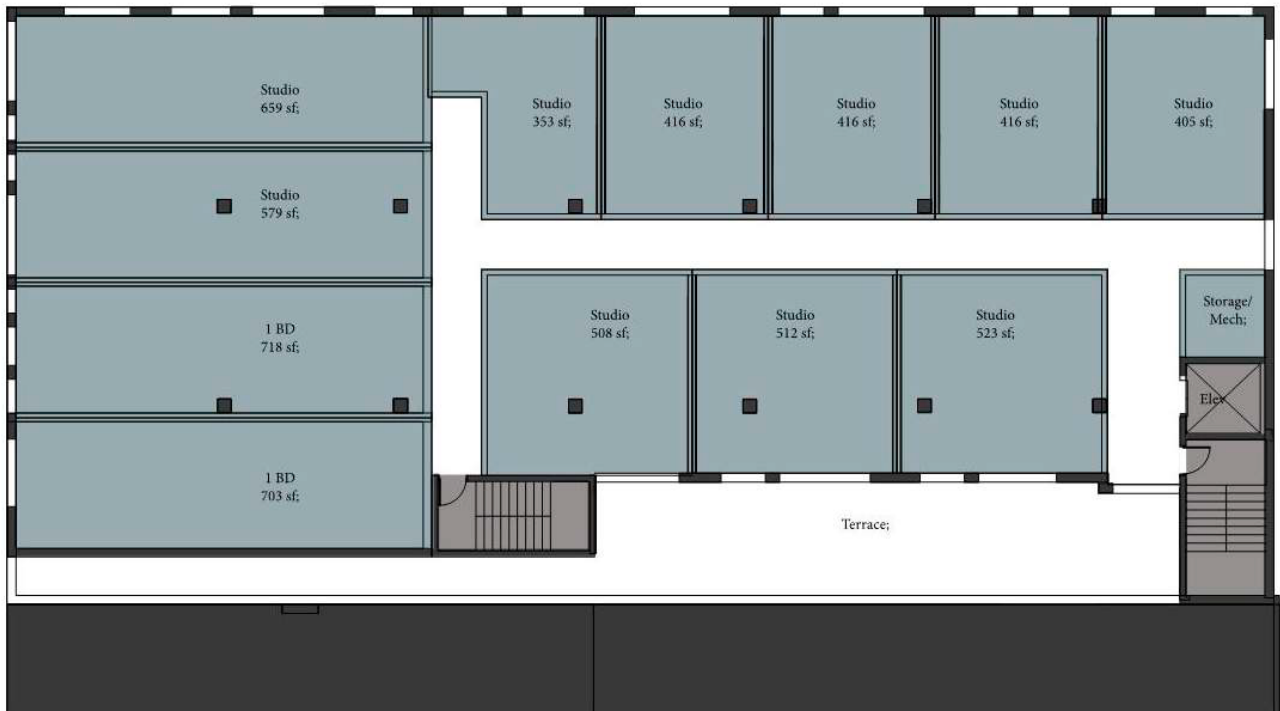 Studio
659 sf;
Studio
353 sf;
Studio
416 sf;
Studio
416 sf;
Studio
416 sf;
Studio
405 sf;
Studio
579 sf;
1 BD
718 sf;
Studio
508 sf;
Studio
512 sf;
Studio
523 sf;
Storage/
Mech;
Elev
1 BD
703 sf;
Terrace;